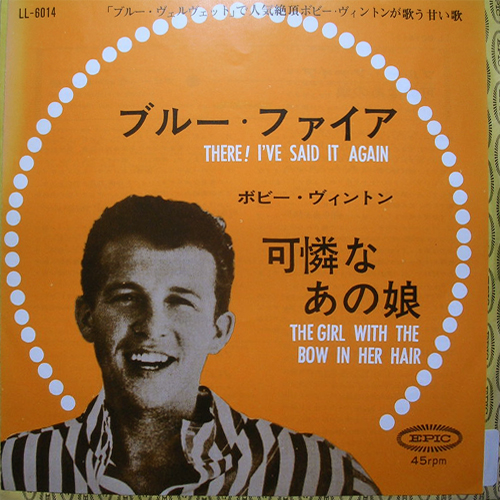 LL-6014
「ブルー・ヴェルヴェット」で人気絶頂ボビー・ヴィントンが歌う甘い歌
ブルー・ファイア
THERE! I'VE SAID IT AGAIN
ボビー・ヴィントン
可憐な
あの娘
THE GIRL WITH THE
BOW IN HER HAIR
EPIC
45rpm